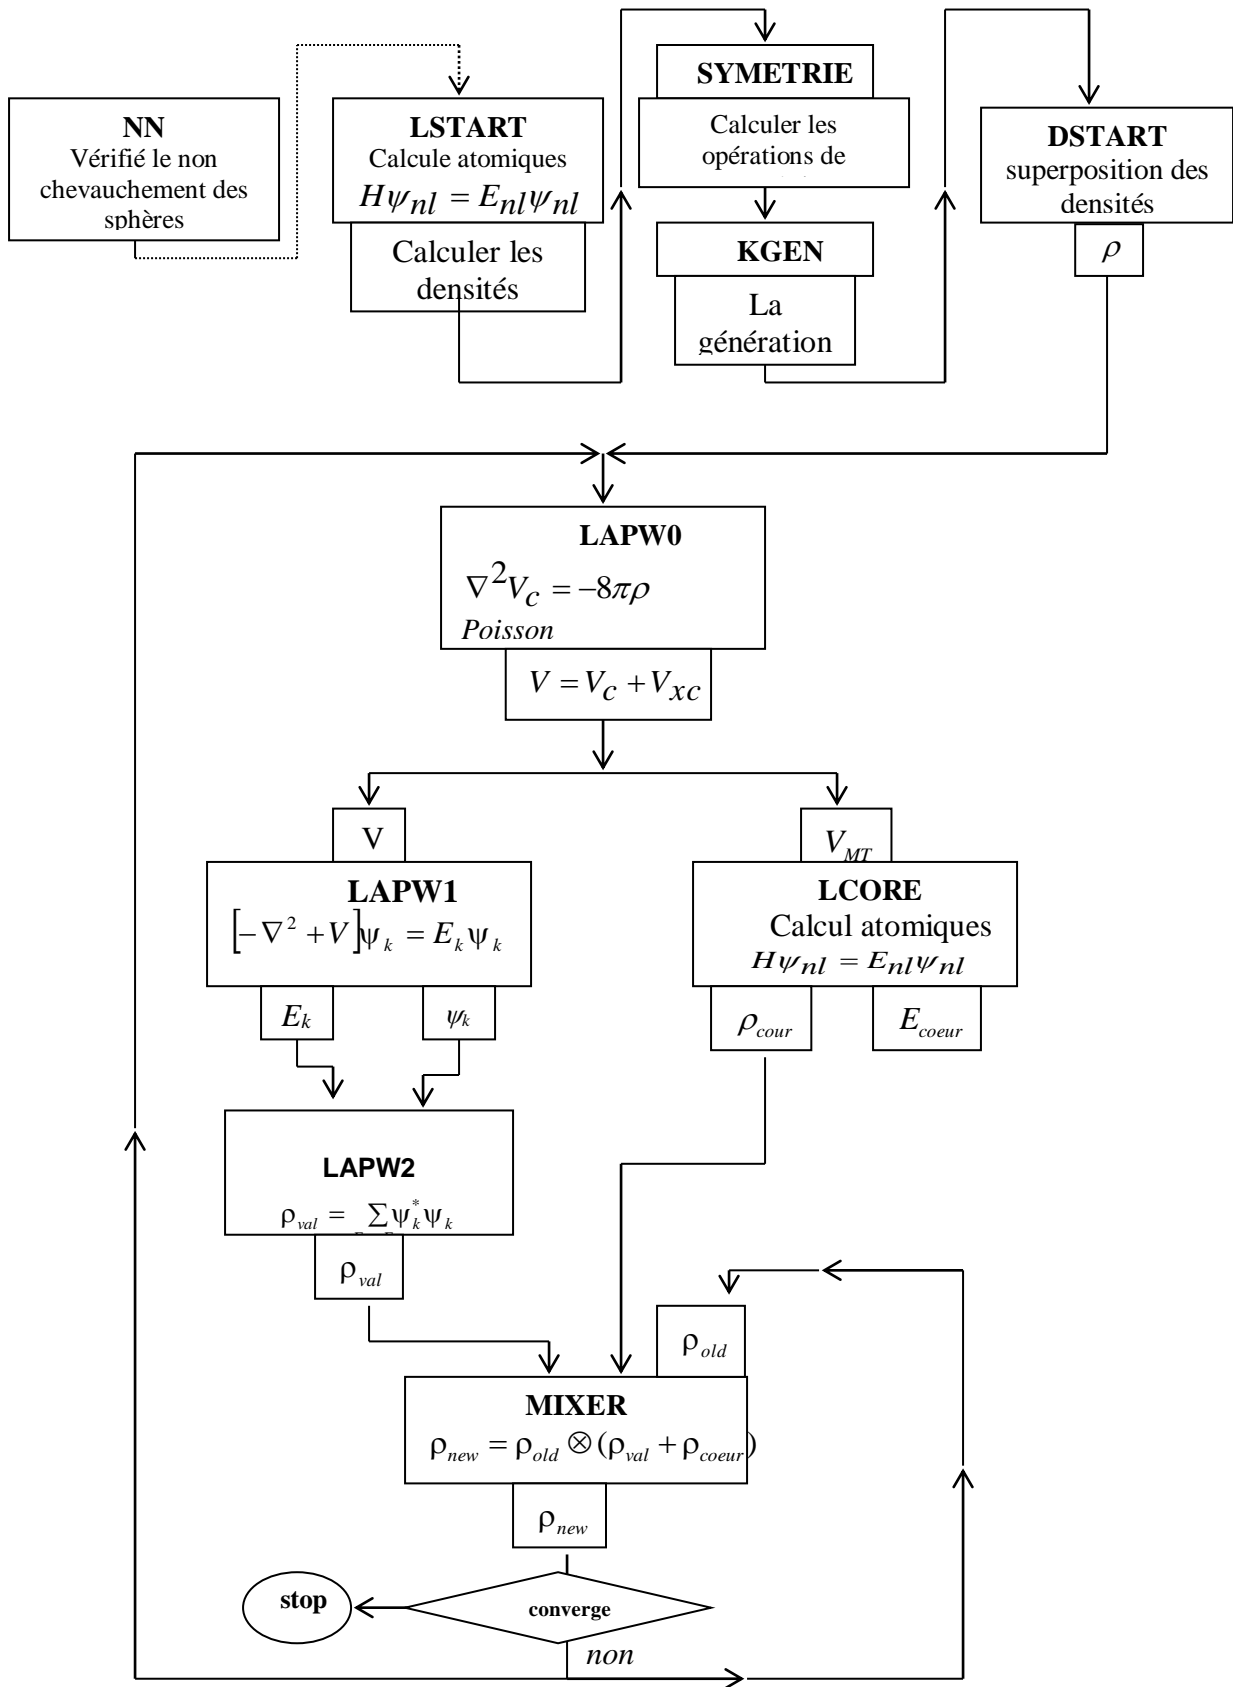 NN
Vérifié le non
chevauchement des
sphères
LSTART
Calcule atomiques
Hψnl = Enlψnl
Calculer les
densités
SYMETRIE
Calculer les
opérations de
KGEN
La
génération
DSTART
superposition des
densités
ρ
LAPW0
∇²Vc = −8πρ
Poisson
V = Vc + Vxc
V
LAPW1
[−∇² + V]ψk = Ekψk
Ek
ψk
VMT
LCORE
Calcul atomiques
Hψnl = Enlψnl
ρcour
Ecoeur
LAPW2
ρval = ∑ψk*ψk
ρval
ρold
MIXER
ρnew = ρold ⊗ (ρval + ρcoeur)
ρnew
stop
converge
non